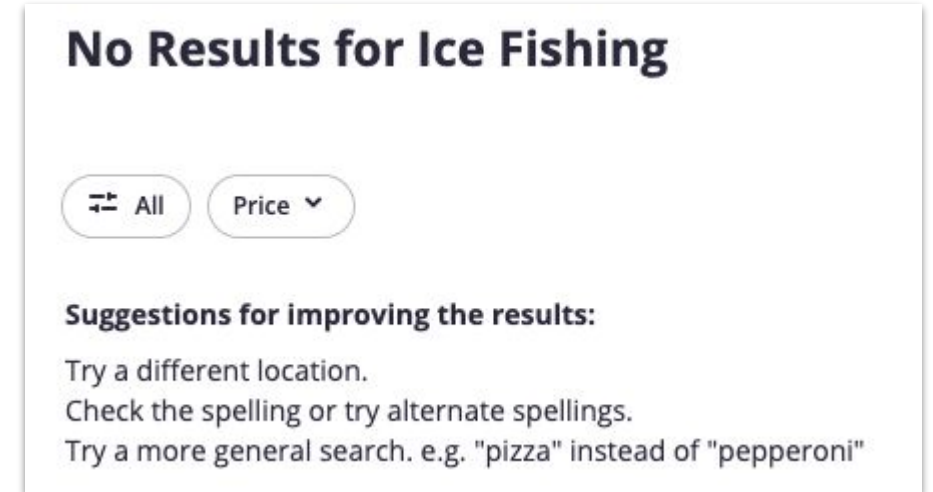 No Results for Ice Fishing
All Price
Suggestions for improving the results:
Try a different location.
Check the spelling or try alternate spellings.
Try a more general search. e.g. "pizza" instead of "pepperoni"